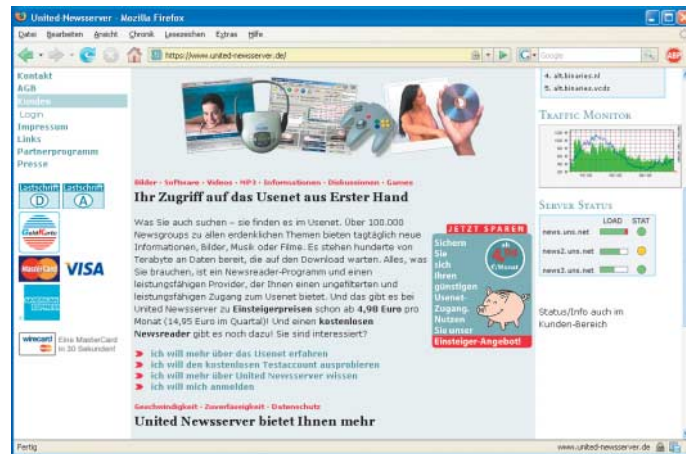 United-Newsserver - Mozilla Firefox
Datei Bearbeiten Ansicht Chronik Lesezeichen Extras Hilfe
https://www.united-newsserver.de/
Google
ABP
Kontakt
AGB
Kunden
Login
Impressum
Links
Partnerprogramm
Presse
Lastschrift Lastschrift
D A
GeldKarte
MasterCard VISA
wirecard Eine MasterCard
in 30 Sekunden!
Bilder - Software - Videos - MP3 - Informationen - Diskussionen - Games
Ihr Zugriff auf das Usenet aus Erster Hand
Was Sie auch suchen – sie finden es im Usenet. Über 100.000
Newsgroups zu allen erdenklichen Themen bieten tagtäglich neue
Informationen, Bilder, Musik oder Filme. Es stehen hunderte von
Terabyte an Daten bereit, die auf den Download warten. Alles, was
Sie brauchen, ist ein Newsreader-Programm und einen
leistungsfähigen Provider, der Ihnen einen ungefilterten und
leistungsfähigen Zugang zum Usenet bietet. Und das gibt es bei
United Newsserver zu Einsteigerpreisen schon ab 4,98 Euro pro
Monat (14,95 Euro im Quartal)! Und einen kostenlosen
Newsreader gibt es noch dazu! Sie sind interessiert?
ich will mehr über das Usenet erfahren
ich will den kostenlosen Testaccount ausprobieren
ich will mehr über United Newsserver wissen
ich will mich anmelden
Geschwindigkeit - Zuverlaessigkeit - Datenschutz
United Newsserver bietet Ihnen mehr
JETZT SPAREN
Sichern
Sie
sich
Ihren
günstigen
Usenet-
Zugang.
Nutzen
Sie unser
Einsteiger-Angebot!
ab
4,98
€/Monat
4. alt.binaries.nl
5. alt.binaries.vcdz
TRAFFIC MONITOR
SERVER STATUS
LOAD STAT
news.uns.net
news2.uns.net
news3.uns.net
Status/Info auch im
Kunden-Bereich
Fertig
www.united-newsserver.de